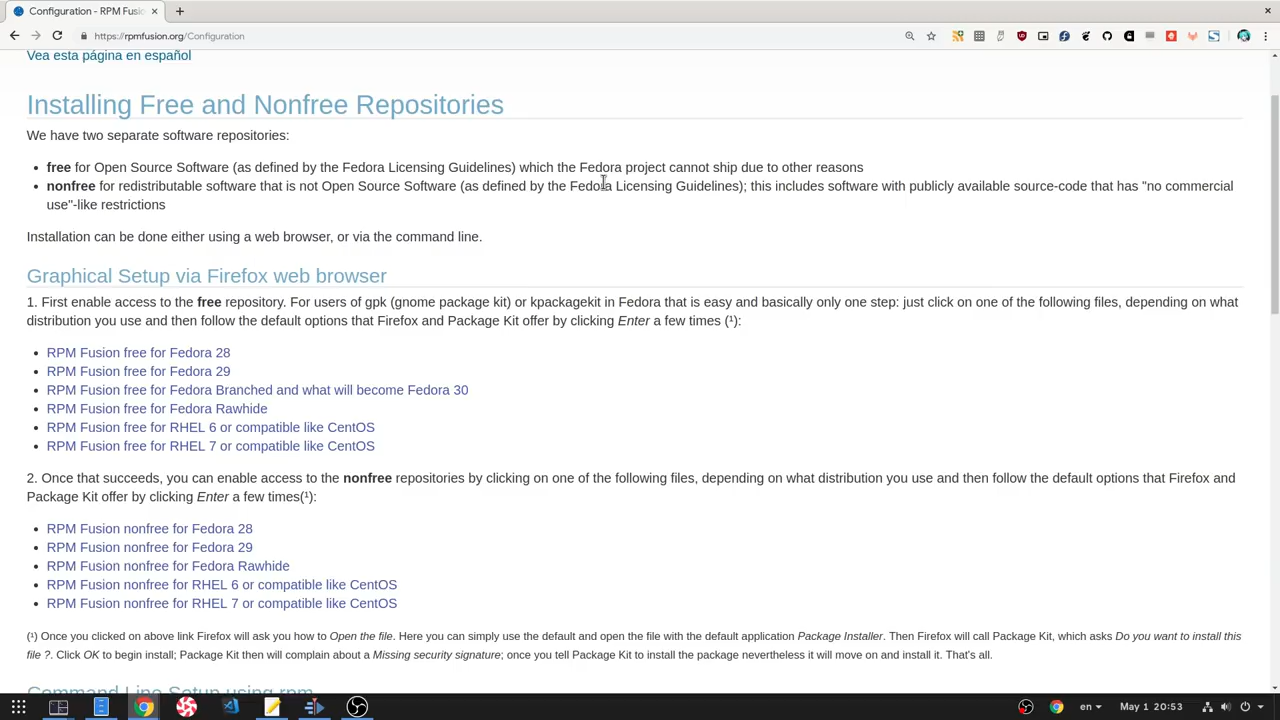 Configuration - RPM Fusio
https://rpmfusion.org/Configuration
Vea esta página en español
Installing Free and Nonfree Repositories
We have two separate software repositories:
• free for Open Source Software (as defined by the Fedora Licensing Guidelines) which the Fedora project cannot ship due to other reasons
• nonfree for redistributable software that is not Open Source Software (as defined by the Fedora Licensing Guidelines); this includes software with publicly available source-code that has "no commercial
use"-like restrictions
Installation can be done either using a web browser, or via the command line.
Graphical Setup via Firefox web browser
1. First enable access to the free repository. For users of gpk (gnome package kit) or kpackagekit in Fedora that is easy and basically only one step: just click on one of the following files, depending on what
distribution you use and then follow the default options that Firefox and Package Kit offer by clicking Enter a few times (¹):
• RPM Fusion free for Fedora 28
• RPM Fusion free for Fedora 29
• RPM Fusion free for Fedora Branched and what will become Fedora 30
• RPM Fusion free for Fedora Rawhide
• RPM Fusion free for RHEL 6 or compatible like CentOS
• RPM Fusion free for RHEL 7 or compatible like CentOS
2. Once that succeeds, you can enable access to the nonfree repositories by clicking on one of the following files, depending on what distribution you use and then follow the default options that Firefox and
Package Kit offer by clicking Enter a few times(¹):
• RPM Fusion nonfree for Fedora 28
• RPM Fusion nonfree for Fedora 29
• RPM Fusion nonfree for Fedora Rawhide
• RPM Fusion nonfree for RHEL 6 or compatible like CentOS
• RPM Fusion nonfree for RHEL 7 or compatible like CentOS
(¹) Once you clicked on above link Firefox will ask you how to Open the file. Here you can simply use the default and open the file with the default application Package Installer. Then Firefox will call Package Kit, which asks Do you want to install this
file ?. Click OK to begin install; Package Kit then will complain about a Missing security signature; once you tell Package Kit to install the package nevertheless it will move on and install it. That's all.
Command Line Setup using rpm
en
May 1 20:53